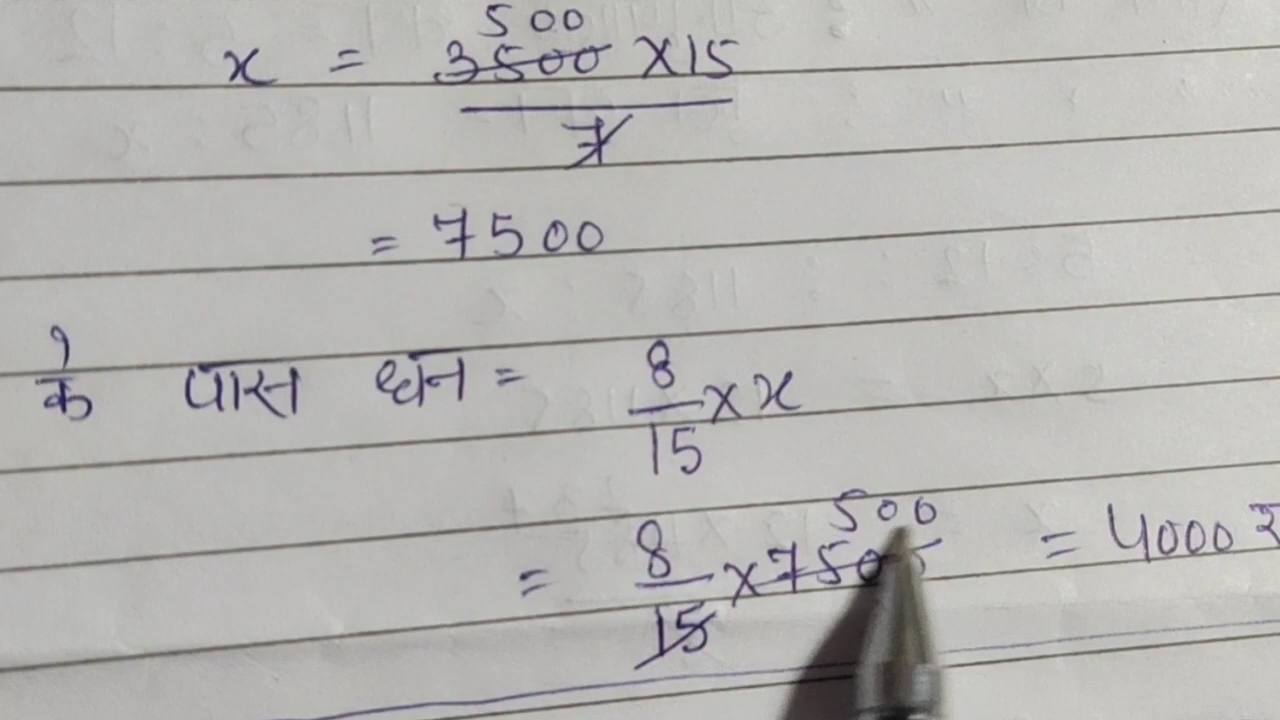 500
x = 3500 × 15
7
= 7500
के पास धन = 8/15 × x
500
= 8/15 × 7500 = 4000 ₹